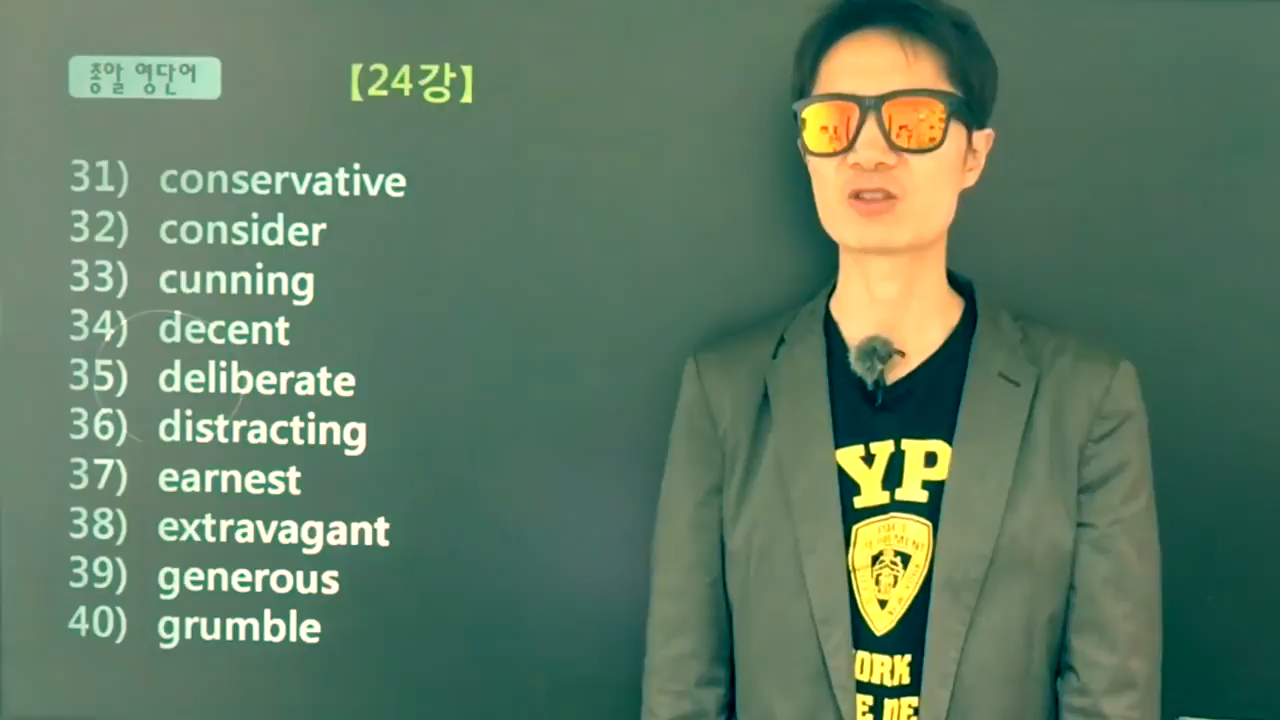 총알 영단어
【24강】
31) conservative
32) consider
33) cunning
34) decent
35) deliberate
36) distracting
37) earnest
38) extravagant
39) generous
40) grumble
YP
ORK
E DE